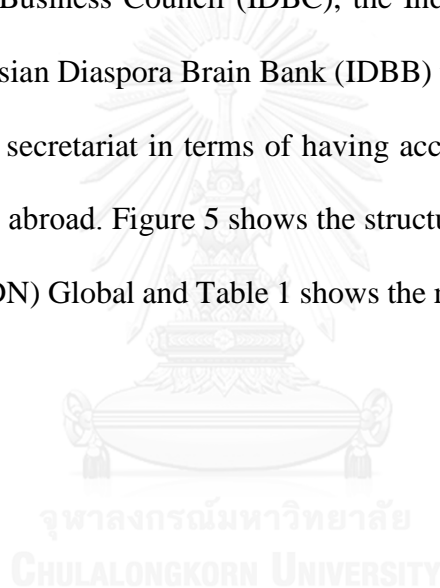 Business Council (IDBC), the
sian Diaspora Brain Bank (IDBB)
secretariat in terms of having acc
abroad. Figure 5 shows the struct
ON) Global and Table 1 shows the
จุฬาลงกรณ์มหาวิทยาลัย
CHULALONGKORN UNIVERSITY